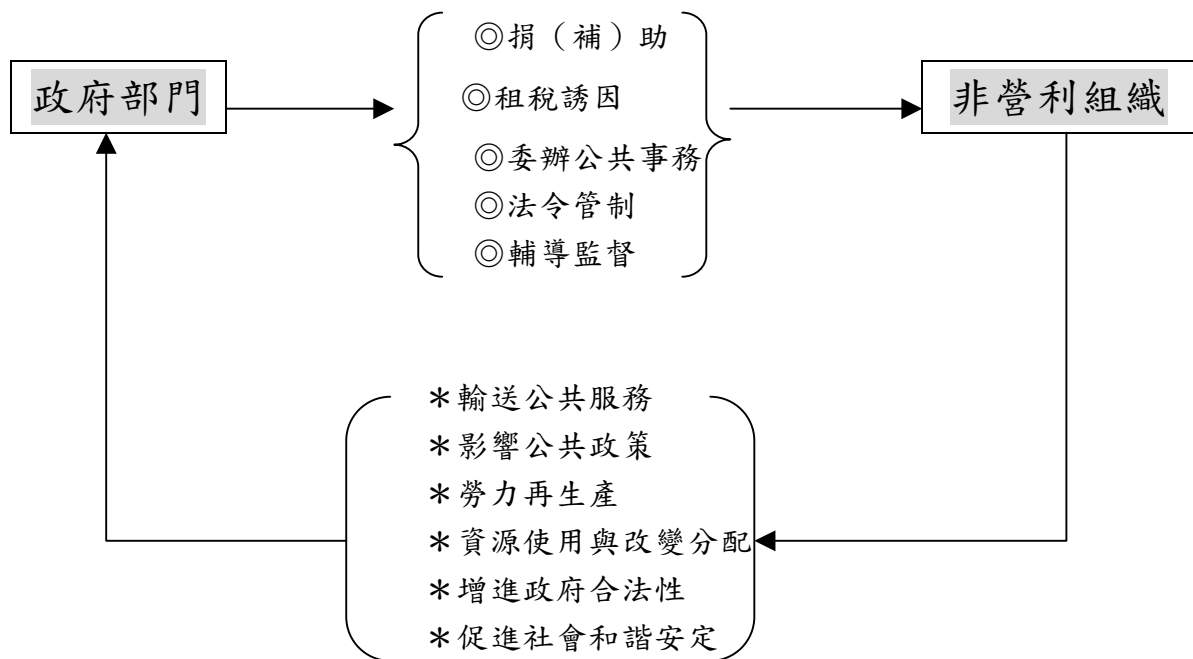 ◎捐（補）助
政府部門
◎租稅誘因
非營利組織
◎委辦公共事務
◎法令管制
◎輔導監督
＊輸送公共服務
＊影響公共政策
＊勞力再生產
＊資源使用與改變分配
＊增進政府合法性
＊促進社會和諧安定